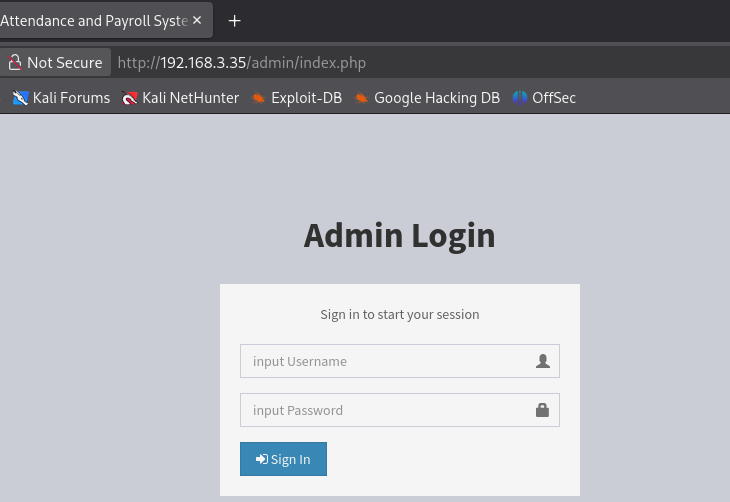 Attendance and Payroll Syste
Not Secure http://192.168.3.35/admin/index.php
Kali Forums Kali NetHunter Exploit-DB Google Hacking DB OffSec
Admin Login
Sign in to start your session
input Username
input Password
Sign In